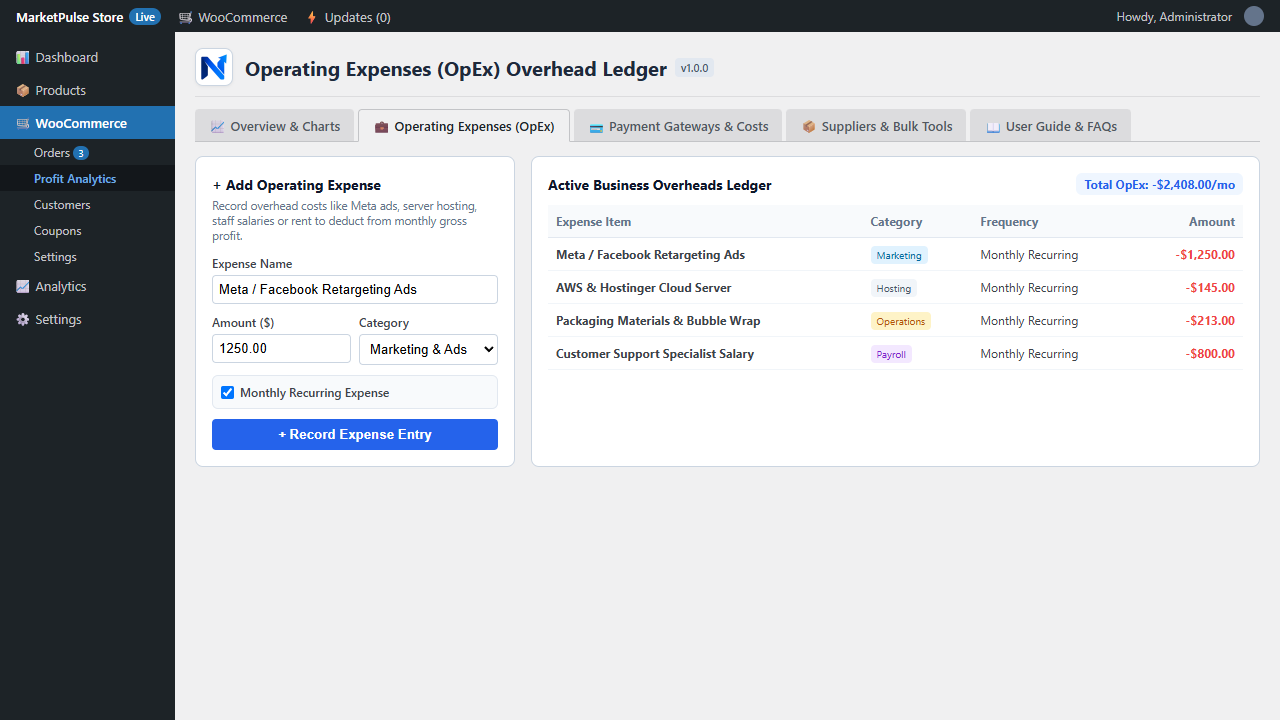 MarketPulse Store Live WooCommerce Updates (0) Howdy, Administrator
Dashboard
Products
WooCommerce
Orders 3
Profit Analytics
Customers
Coupons
Settings
Analytics
Settings
Operating Expenses (OpEx) Overhead Ledger v1.0.0
Overview & Charts Operating Expenses (OpEx) Payment Gateways & Costs Suppliers & Bulk Tools User Guide & FAQs
+ Add Operating Expense
Record overhead costs like Meta ads, server hosting,
staff salaries or rent to deduct from monthly gross
profit.
Expense Name
Meta / Facebook Retargeting Ads
Amount ($) Category
1250.00 Marketing & Ads
Monthly Recurring Expense
+ Record Expense Entry
Active Business Overheads Ledger Total OpEx: -$2,408.00/mo
Expense Item Category Frequency Amount
Meta / Facebook Retargeting Ads Marketing Monthly Recurring -$1,250.00
AWS & Hostinger Cloud Server Hosting Monthly Recurring -$145.00
Packaging Materials & Bubble Wrap Operations Monthly Recurring -$213.00
Customer Support Specialist Salary Payroll Monthly Recurring -$800.00